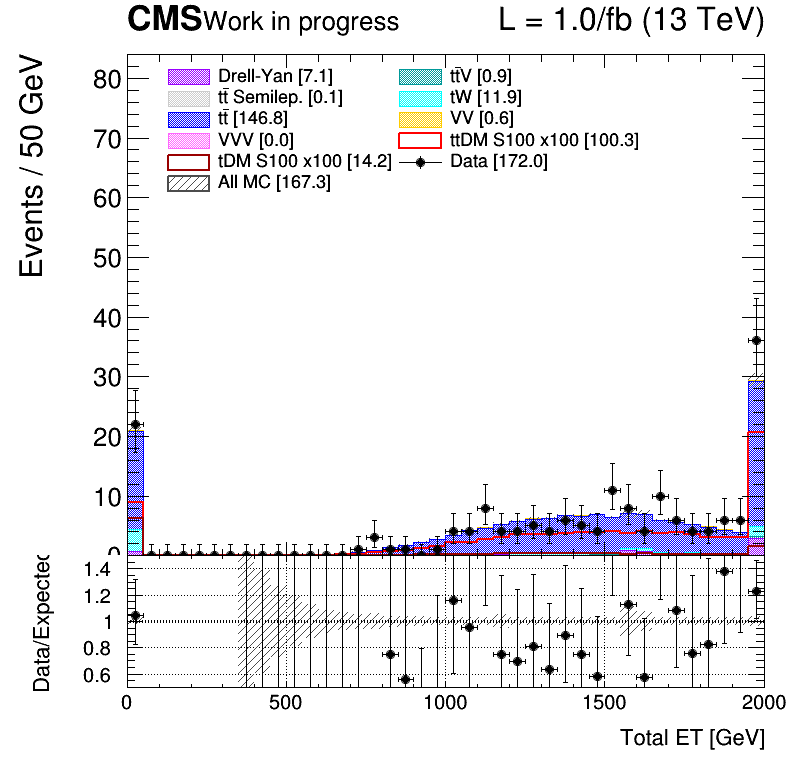 CMS Work in progress L = 1.0/fb (13 TeV)
Events / 50 GeV
80
70
60
50
40
30
20
10
0
Drell-Yan [7.1]
tt̄ Semilep. [0.1]
tt̄ [146.8]
VVV [0.0]
tDM S100 x100 [14.2]
All MC [167.3]
tt̄V [0.9]
tW [11.9]
VV [0.6]
ttDM S100 x100 [100.3]
Data [172.0]
Data/Expected
1.4
1.2
1
0.8
0.6
0 500 1000 1500 2000
Total ET [GeV]